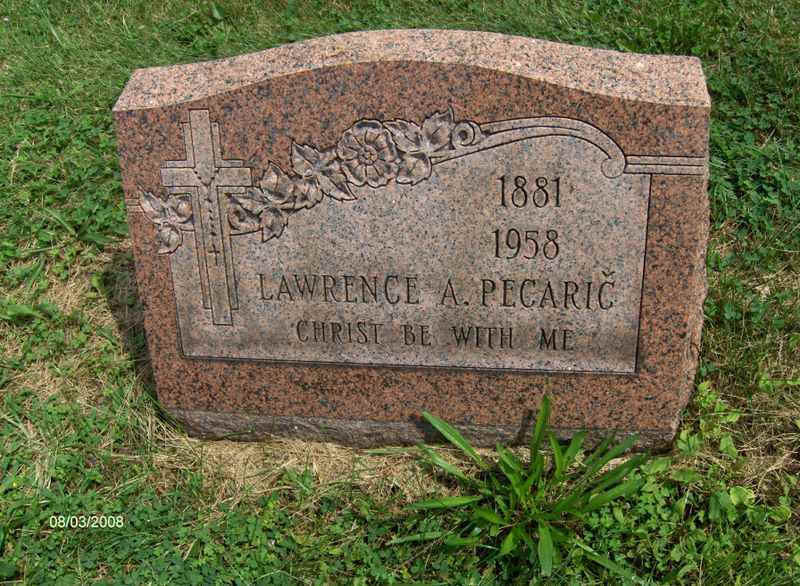 1881
1958
LAWRENCE A. PECARIČ
CHRIST BE WITH ME
08/03/2008